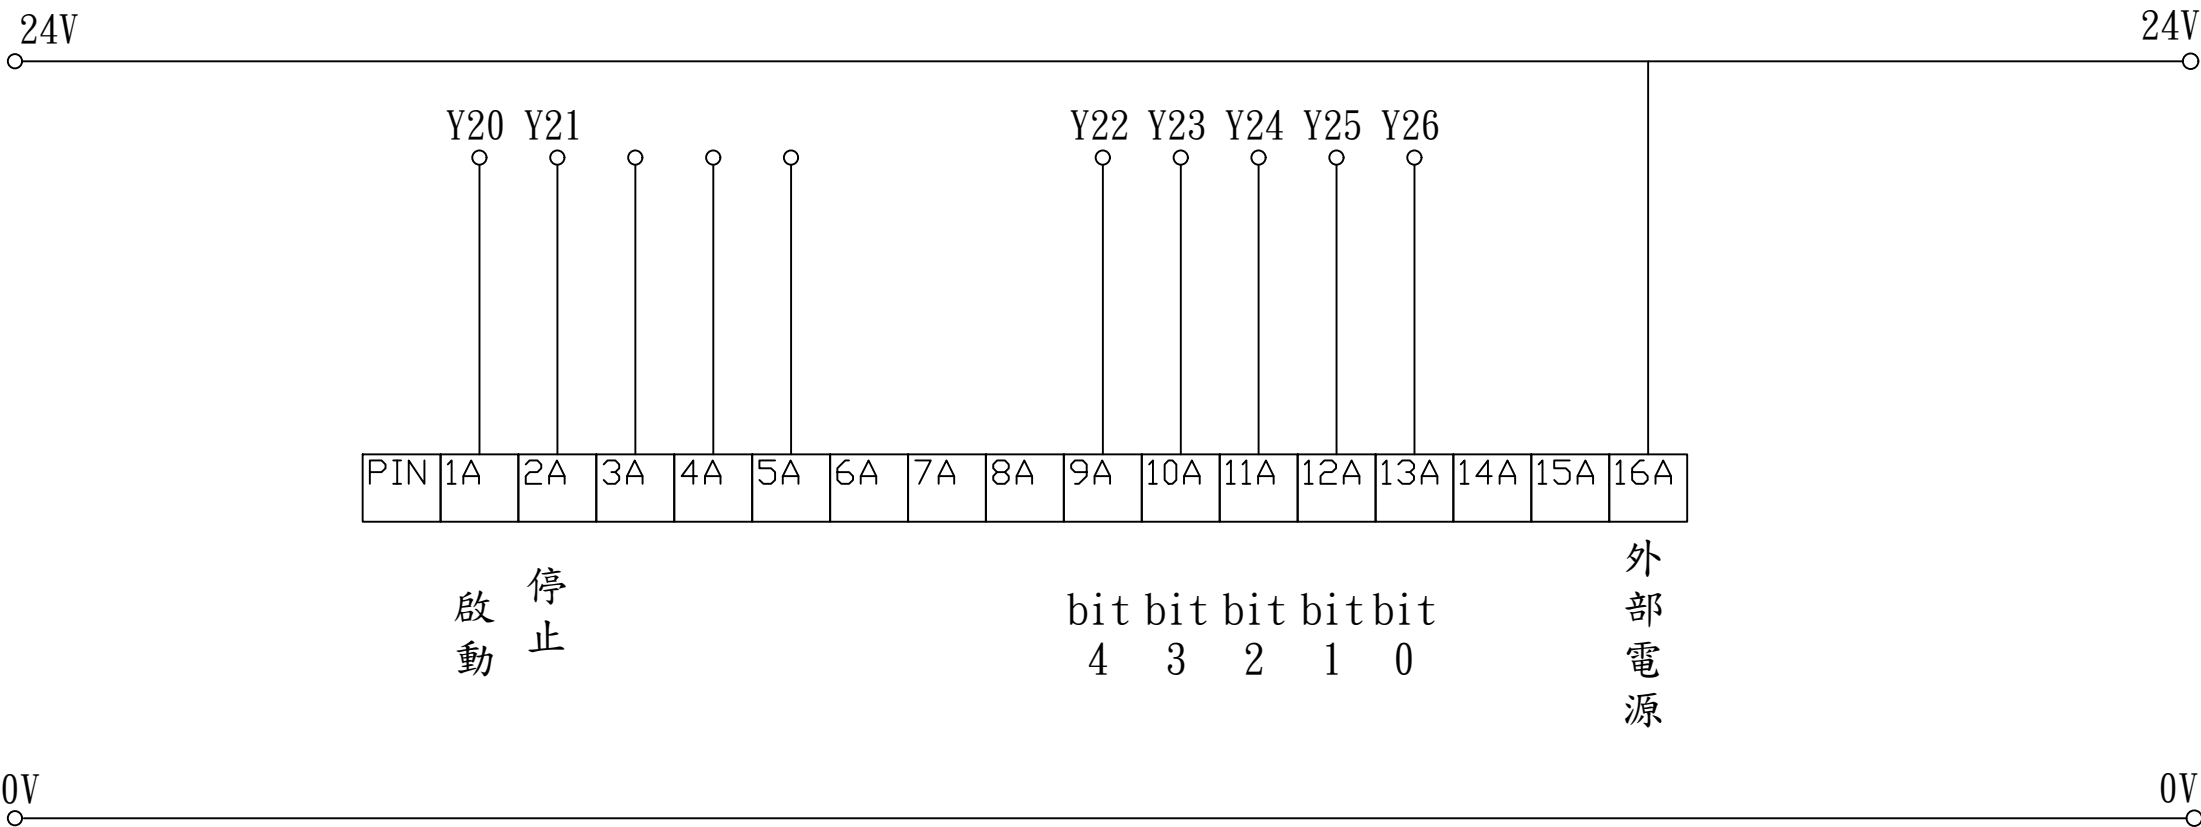 24V 24V
Y20 Y21 Y22 Y23 Y24 Y25 Y26
PIN 1A 2A 3A 4A 5A 6A 7A 8A 9A 10A 11A 12A 13A 14A 15A 16A
啟動
停止
bit 4
bit 3
bit 2
bit 1
bit 0
外部電源
0V 0V